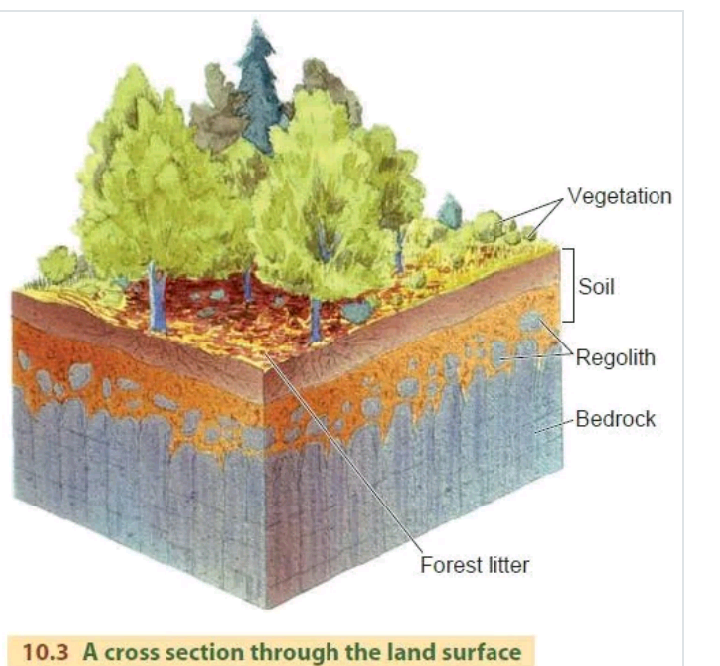 Vegetation
Soil
Regolith
Bedrock
Forest litter
10.3 A cross section through the land surface